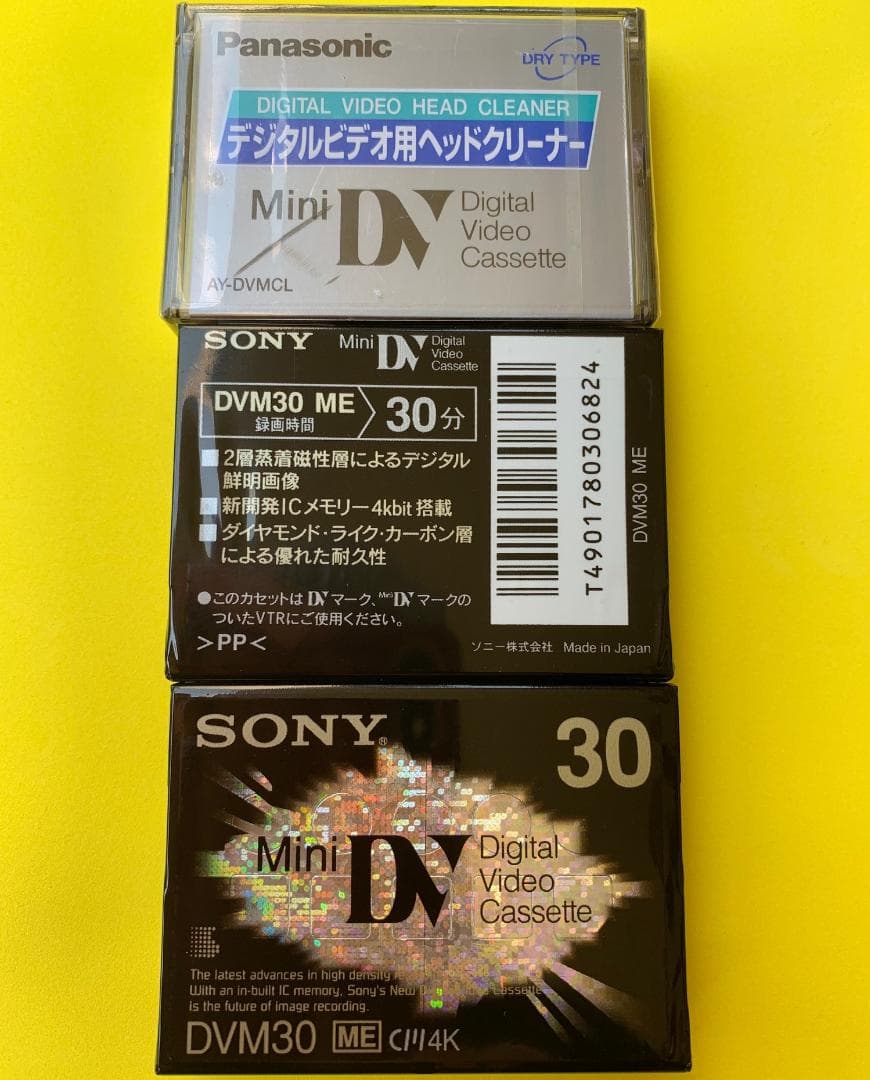 Panasonic
DRY TYPE
DIGITAL VIDEO HEAD CLEANER
デジタルビデオ用ヘッドクリーナー
Mini DV Digital
Video
Cassette
AY-DVMCL
SONY Mini DV Digital
Video
Cassette
DVM30 ME
録画時間
30分
2層蒸着磁性層によるデジタル
鮮明画像
新開発ICメモリー4kbit搭載
ダイヤモンド・ライク・カーボン層
による優れた耐久性
●このカセットは DV マーク、Mini DV マークの
ついたVTRにご使用ください。
>PP<
T4901780306824
DVM30 ME
ソニー株式会社 Made in Japan
SONY®
30
Mini DV Digital
Video
Cassette
The latest advances in high density
With an in-built IC memory, Sony's New Cassette
is the future of image recording.
DVM30 ME CM4K